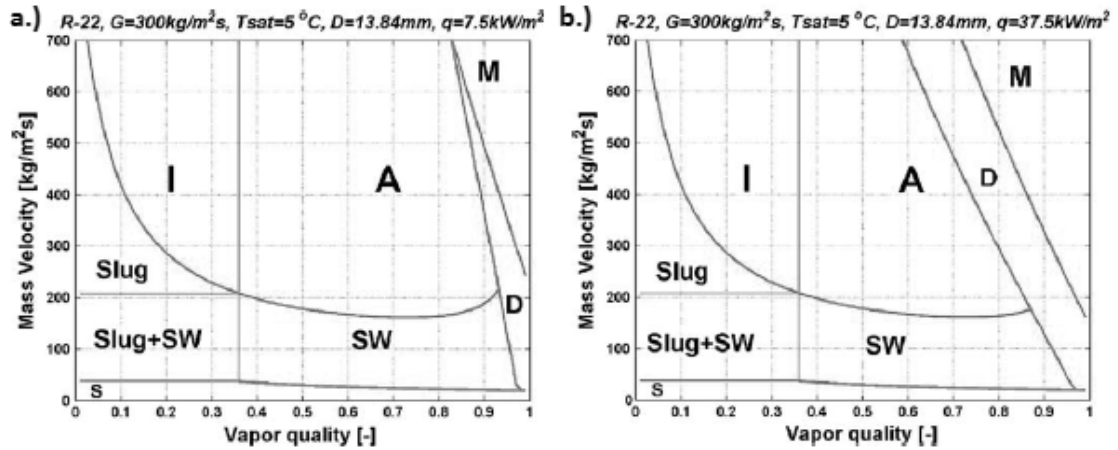 a.) R-22, G=300kg/m²s, Tsat=5 °C, D=13.84mm, q=7.5kW/m²
700
600
500
400
300
200
100
0
Mass Velocity [kg/m²s]
M
I
A
Slug
D
Slug+SW
SW
S
0 0.1 0.2 0.3 0.4 0.5 0.6 0.7 0.8 0.9 1
Vapor quality [-]
b.) R-22, G=300kg/m²s, Tsat=5 °C, D=13.84mm, q=37.5kW/m²
700
600
500
400
300
200
100
0
Mass Velocity [kg/m²s]
M
I
A
D
Slug
Slug+SW
SW
S
0 0.1 0.2 0.3 0.4 0.5 0.6 0.7 0.8 0.9 1
Vapor quality [-]